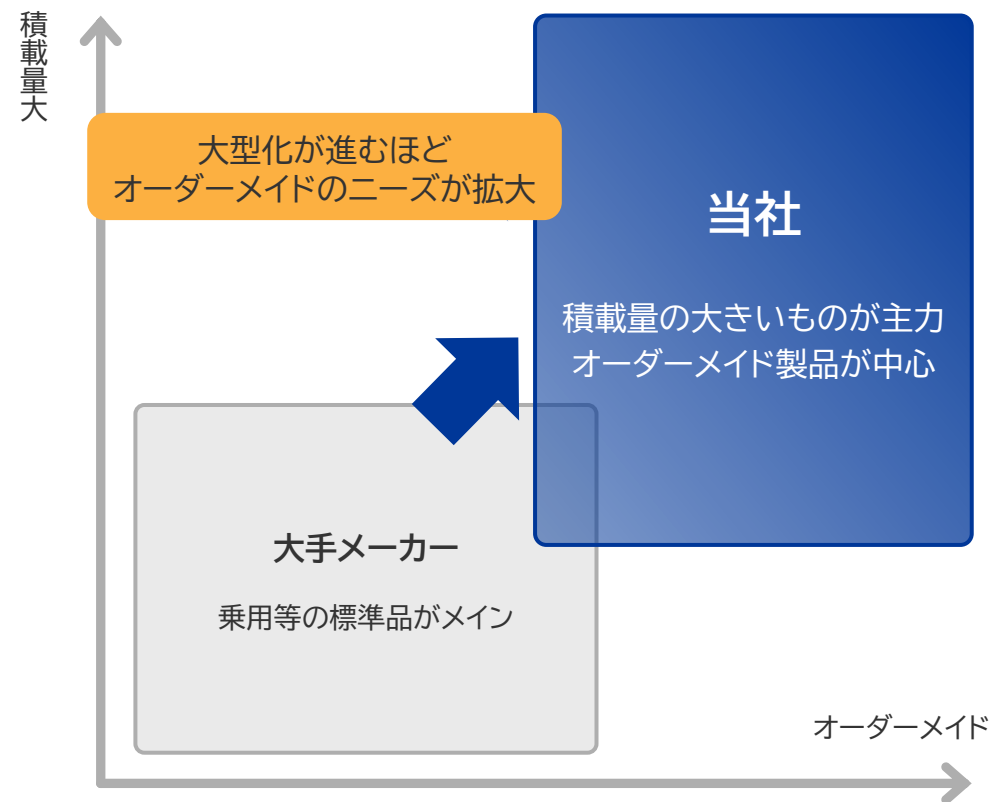 積載量大
大型化が進むほど
オーダーメイドのニーズが拡大
当社
積載量の大きいものが主力
オーダーメイド製品が中心
大手メーカー
乗用等の標準品がメイン
オーダーメイド